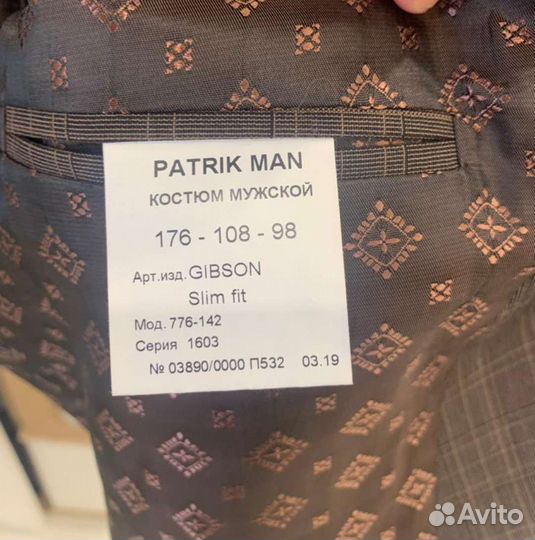 PATRIK MAN
КОСТЮМ МУЖСКОЙ
176 - 108 - 98
Арт.изд. GIBSON
Slim fit
Мод. 776-142
Серия 1603
№ 03890/0000 П532 03.19
Avito